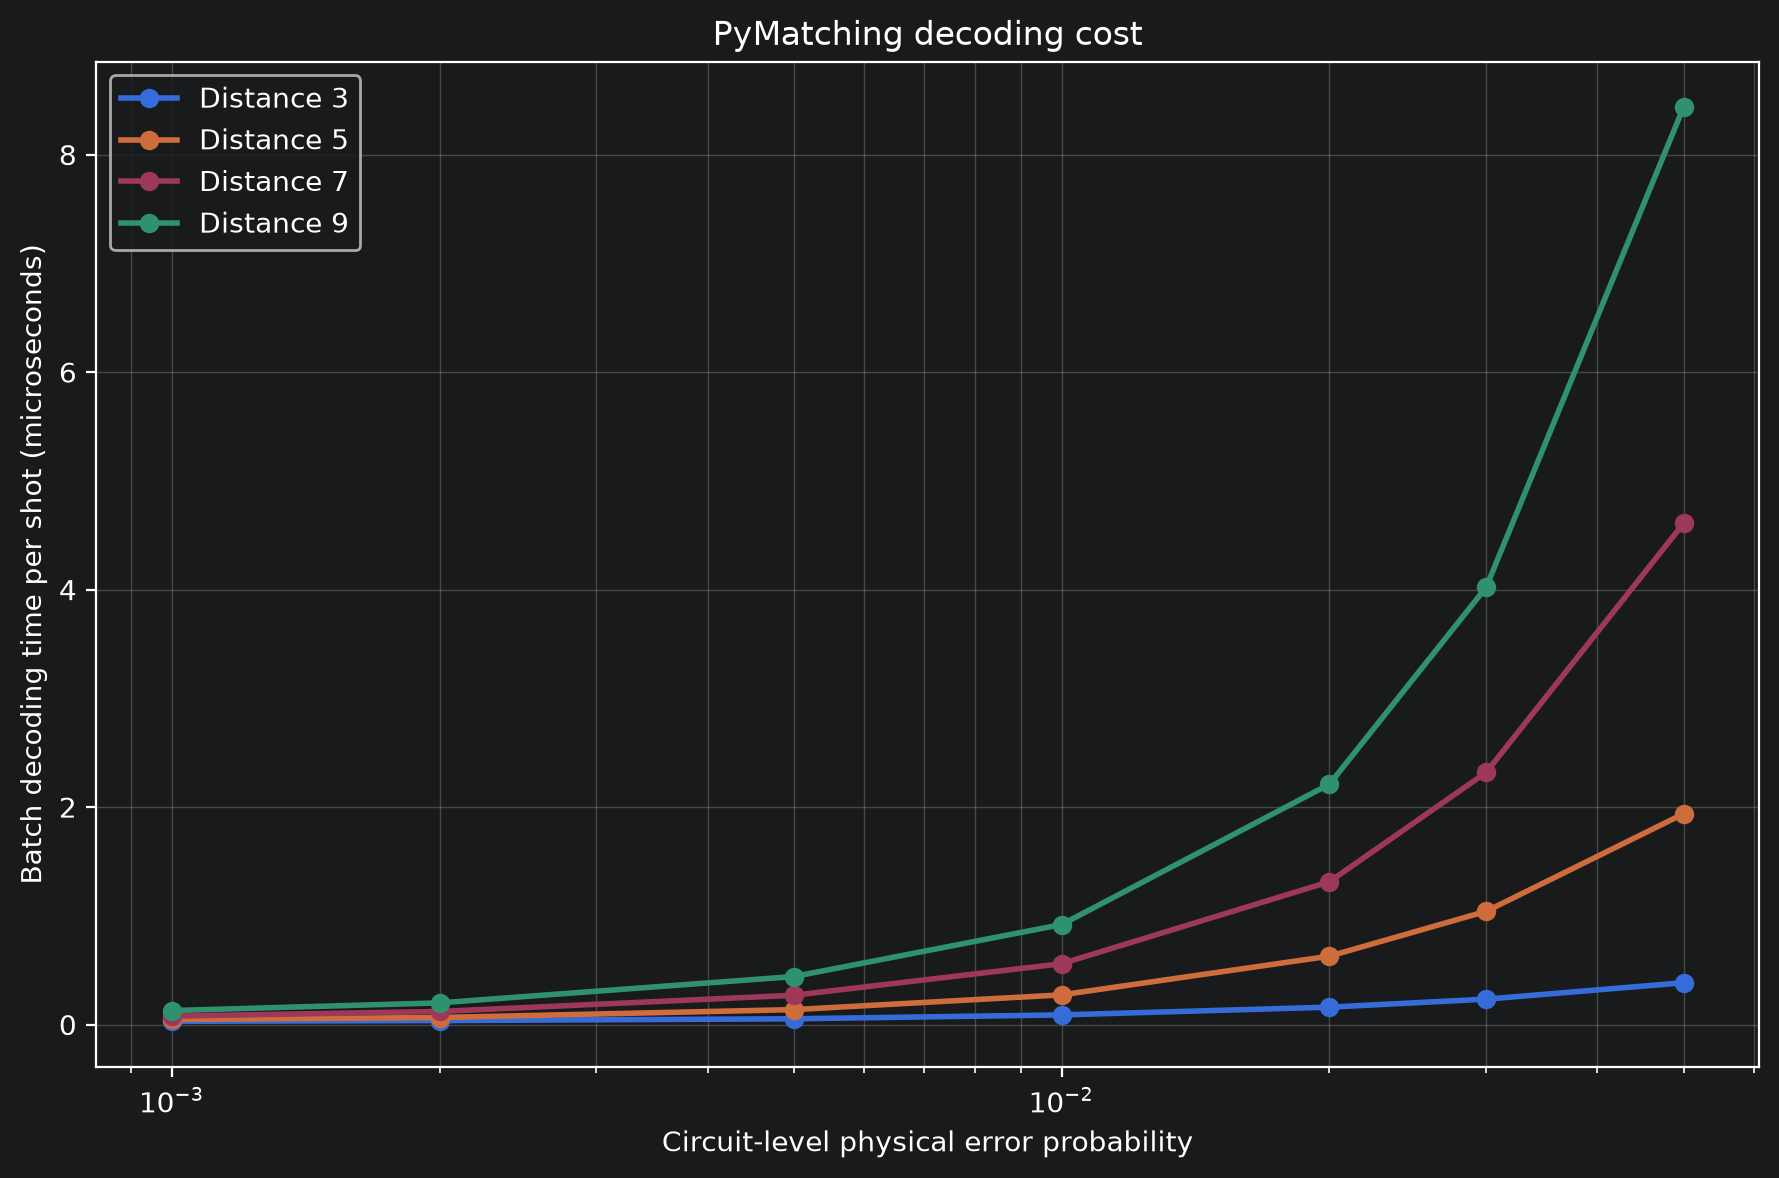 PyMatching decoding cost
Distance 3
Distance 5
Distance 7
Distance 9
Batch decoding time per shot (microseconds)
8
6
4
2
0
10⁻³
10⁻²
Circuit-level physical error probability